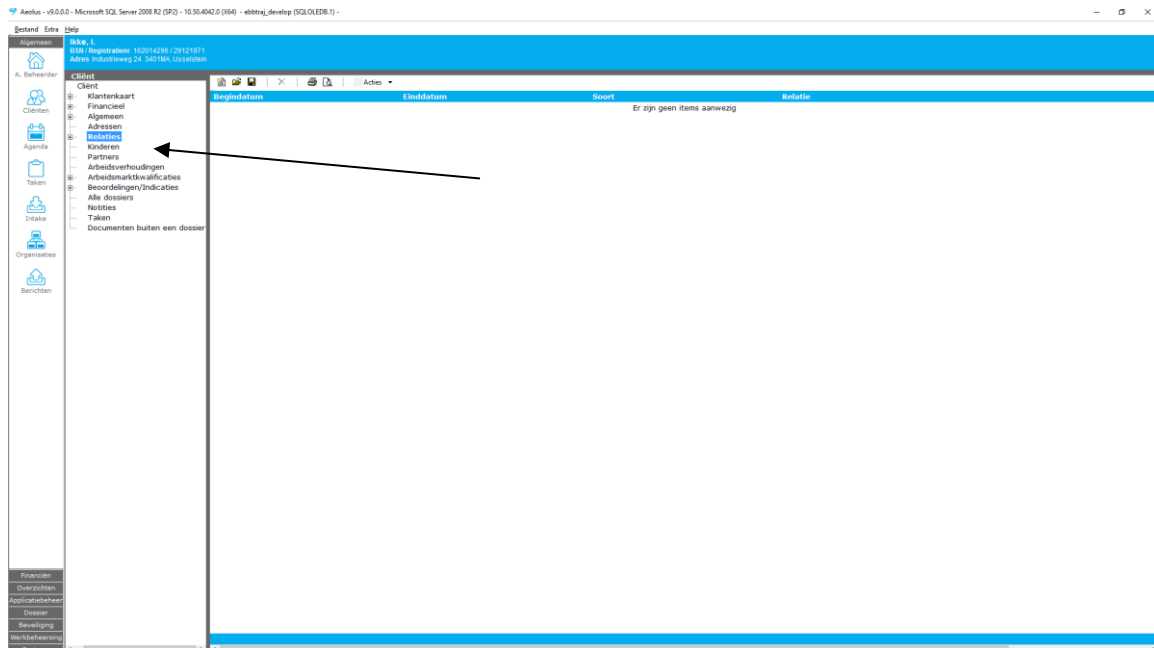 Aeolus - v9.0.0.0 - Microsoft SQL Server 2008 R2 (SP2) - 10.50.4042.0 (X64) - ebbtraj_develop (SQLOLEDB.1) -
Bestand Extra Help
Algemeen
A. Beheerder
Cliënten
Agenda
Taken
Intake
Organisaties
Berichten
Financiën
Overzichten
Applicatiebeheer
Dossier
Beveiliging
Werkbeheersing
Ikke, I.
BSN / Registratienr 162014296 / 29121971
Adres Industrieweg 24 3401MA, IJsselstein
Cliënt
Cliënt
Klantenkaart
Financieel
Algemeen
Adressen
Relaties
Kinderen
Partners
Arbeidsverhoudingen
Arbeidsmarktkwalificaties
Beoordelingen/Indicaties
Alle dossiers
Notities
Taken
Documenten buiten een dossier
Acties
Begindatum Einddatum Soort Relatie
Er zijn geen items aanwezig